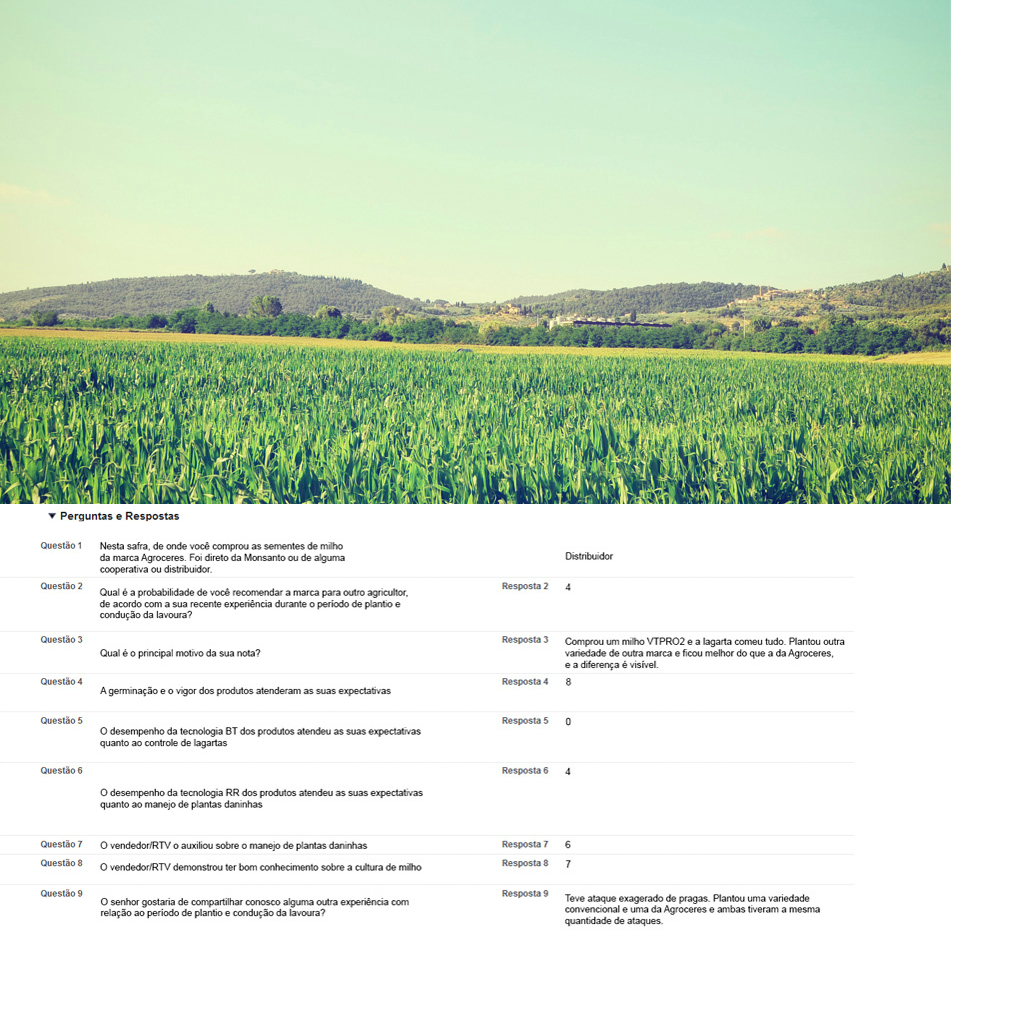 ▼ Perguntas e Respostas
Questão 1 Nesta safra, de onde você comprou as sementes de milho
da marca Agroceres. Foi direto da Monsanto ou de alguma
cooperativa ou distribuidor.
Distribuidor
Questão 2 Qual é a probabilidade de você recomendar a marca para outro agricultor,
de acordo com a sua recente experiência durante o período de plantio e
condução da lavoura?
Resposta 2 4
Questão 3 Qual é o principal motivo da sua nota?
Resposta 3 Comprou um milho VTPRO2 e a lagarta comeu tudo. Plantou outra
variedade de outra marca e ficou melhor do que a da Agroceres,
e a diferença é visível.
Questão 4 A germinação e o vigor dos produtos atenderam as suas expectativas
Resposta 4 8
Questão 5 O desempenho da tecnologia BT dos produtos atendeu as suas expectativas
quanto ao controle de lagartas
Resposta 5 0
Questão 6 O desempenho da tecnologia RR dos produtos atendeu as suas expectativas
quanto ao manejo de plantas daninhas
Resposta 6 4
Questão 7 O vendedor/RTV o auxiliou sobre o manejo de plantas daninhas
Resposta 7 6
Questão 8 O vendedor/RTV demonstrou ter bom conhecimento sobre a cultura de milho
Resposta 8 7
Questão 9 O senhor gostaria de compartilhar conosco alguma outra experiência com
relação ao período de plantio e condução da lavoura?
Resposta 9 Teve ataque exagerado de pragas. Plantou uma variedade
convencional e uma da Agroceres e ambas tiveram a mesma
quantidade de ataques.